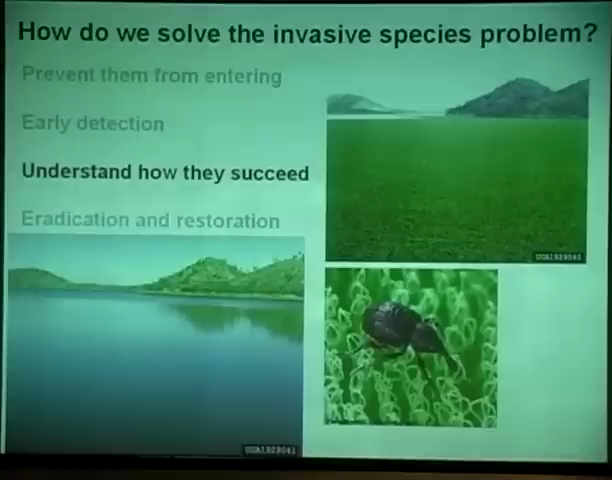 How do we solve the invasive species problem?
Prevent them from entering
Early detection
Understand how they succeed
Eradication and restoration